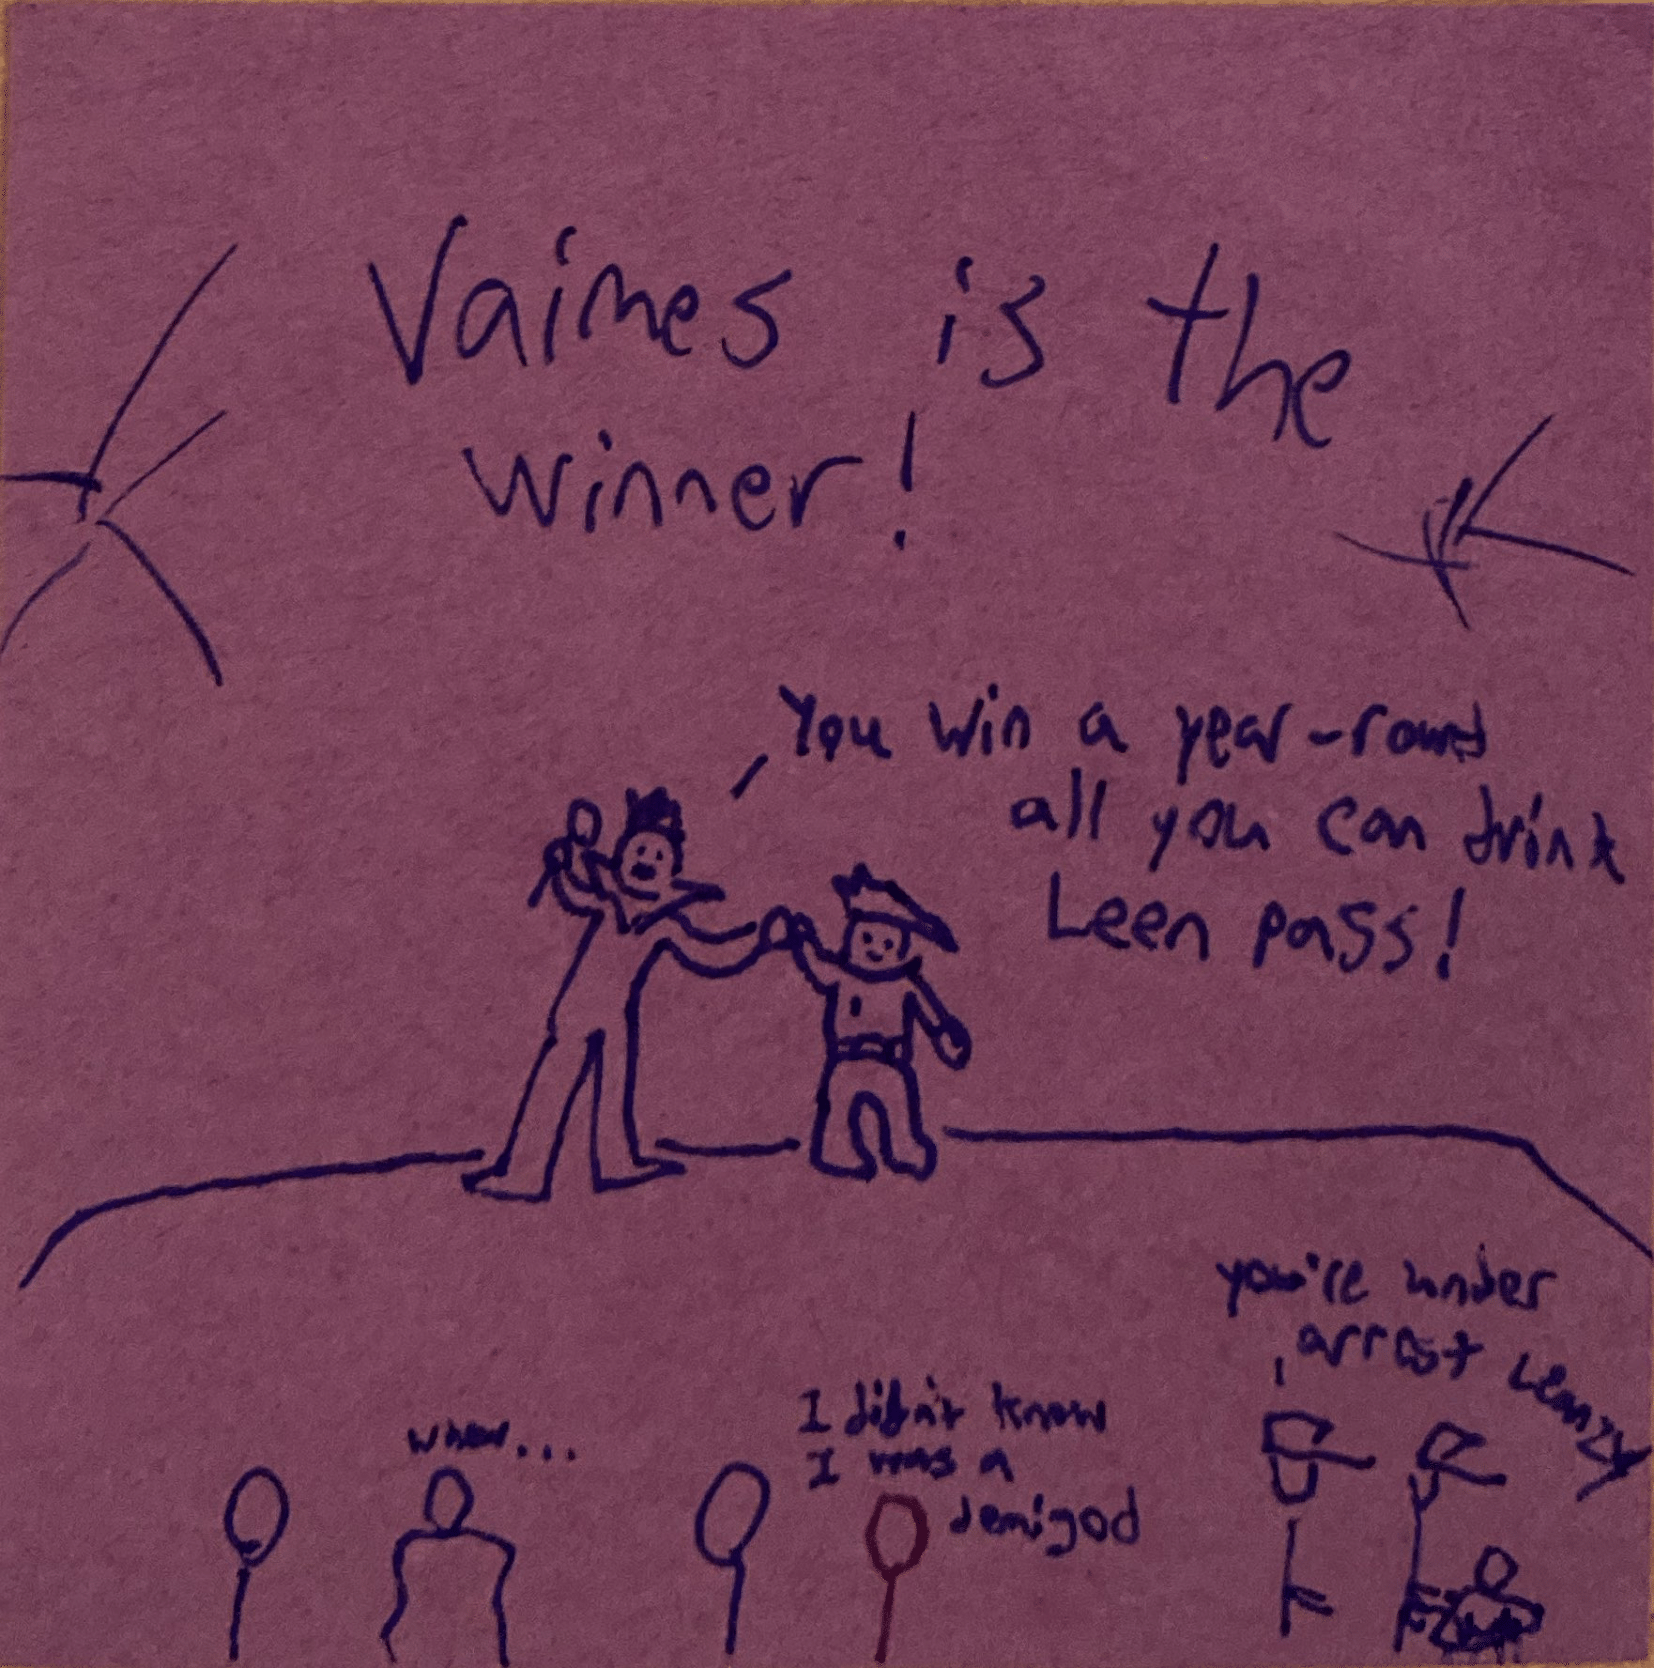 Vaimes is the
winner!
You win a year-round
all you can drink
Leen pass!
you're under
arrest Leanzy
whoa...
I didn't know
I was a
demigod